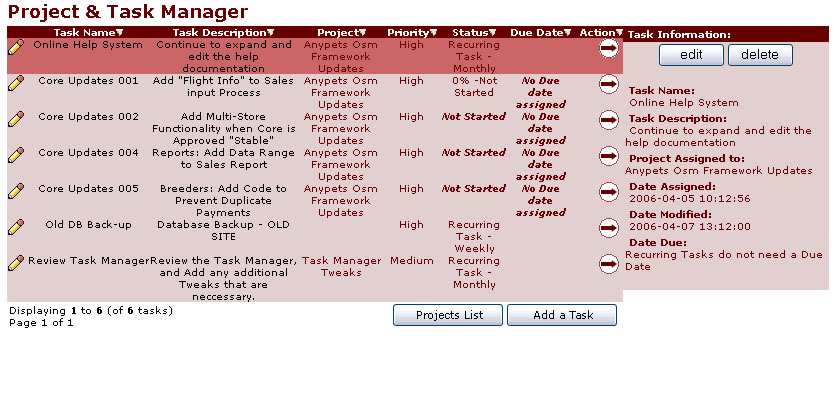 Project & Task Manager
Task Name▼ Task Description▼ Project▼ Priority▼ Status▼ Due Date▼ Action▼
Online Help System Continue to expand and Anypets Osm High Recurring
edit the help Framework Task -
documentation Updates Monthly
Core Updates 001 Add "Flight Info" to Sales Anypets Osm High 0% -Not No Due
input Process Framework Started date
Updates assigned
Core Updates 002 Add Multi-Store Anypets Osm High Not Started No Due
Functionality when Core is Framework date
Approved "Stable" Updates assigned
Core Updates 004 Reports: Add Data Range Anypets Osm High Not Started No Due
to Sales Report Framework date
Updates assigned
Core Updates 005 Breeders: Add Code to Anypets Osm High Not Started No Due
Prevent Duplicate Framework date
Payments Updates assigned
Old DB Back-up Database Backup - OLD High Recurring
SITE Task -
Weekly
Review Task Manager Review the Task Manager, Task Manager Medium Recurring
and Add any additional Tweaks Task -
Tweaks that are Monthly
neccessary.
Displaying 1 to 6 (of 6 tasks)
Page 1 of 1
Projects List Add a Task
Task Information:
edit delete
Task Name:
Online Help System
Task Description:
Continue to expand and edit the
help documentation
Project Assigned to:
Anypets Osm Framework Updates
Date Assigned:
2006-04-05 10:12:56
Date Modified:
2006-04-07 13:12:00
Date Due:
Recurring Tasks do not need a Due
Date